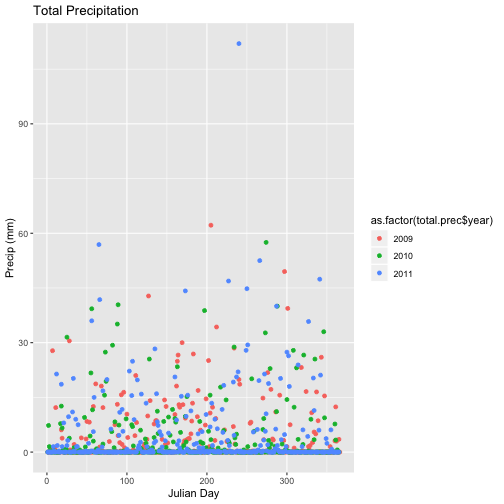 Total Precipitation
Precip (mm)
90
60
30
0
0
100
200
300
Julian Day
as.factor(total.prec$year)
2009
2010
2011